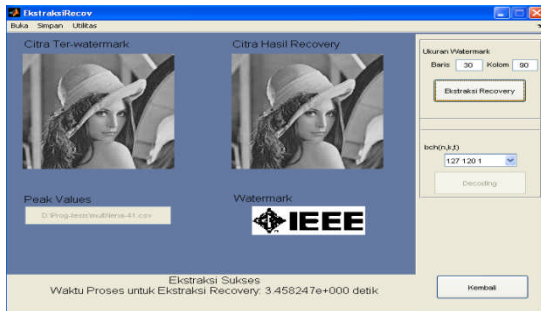 EkstraksiRecov
Buka Simpan Utilitas
Citra Ter-watermark
Citra Hasil Recovery
Ukuran Watermark
Baris 30 Kolom 90
Ekstraksi Recovery
bch(n,k,t)
127 120 1
Decoding
Peak Values
Watermark
IEEE
Ekstraksi Sukses
Waktu Proses untuk Ekstraksi Recovery: 3.458247e+000 detik
Kembali